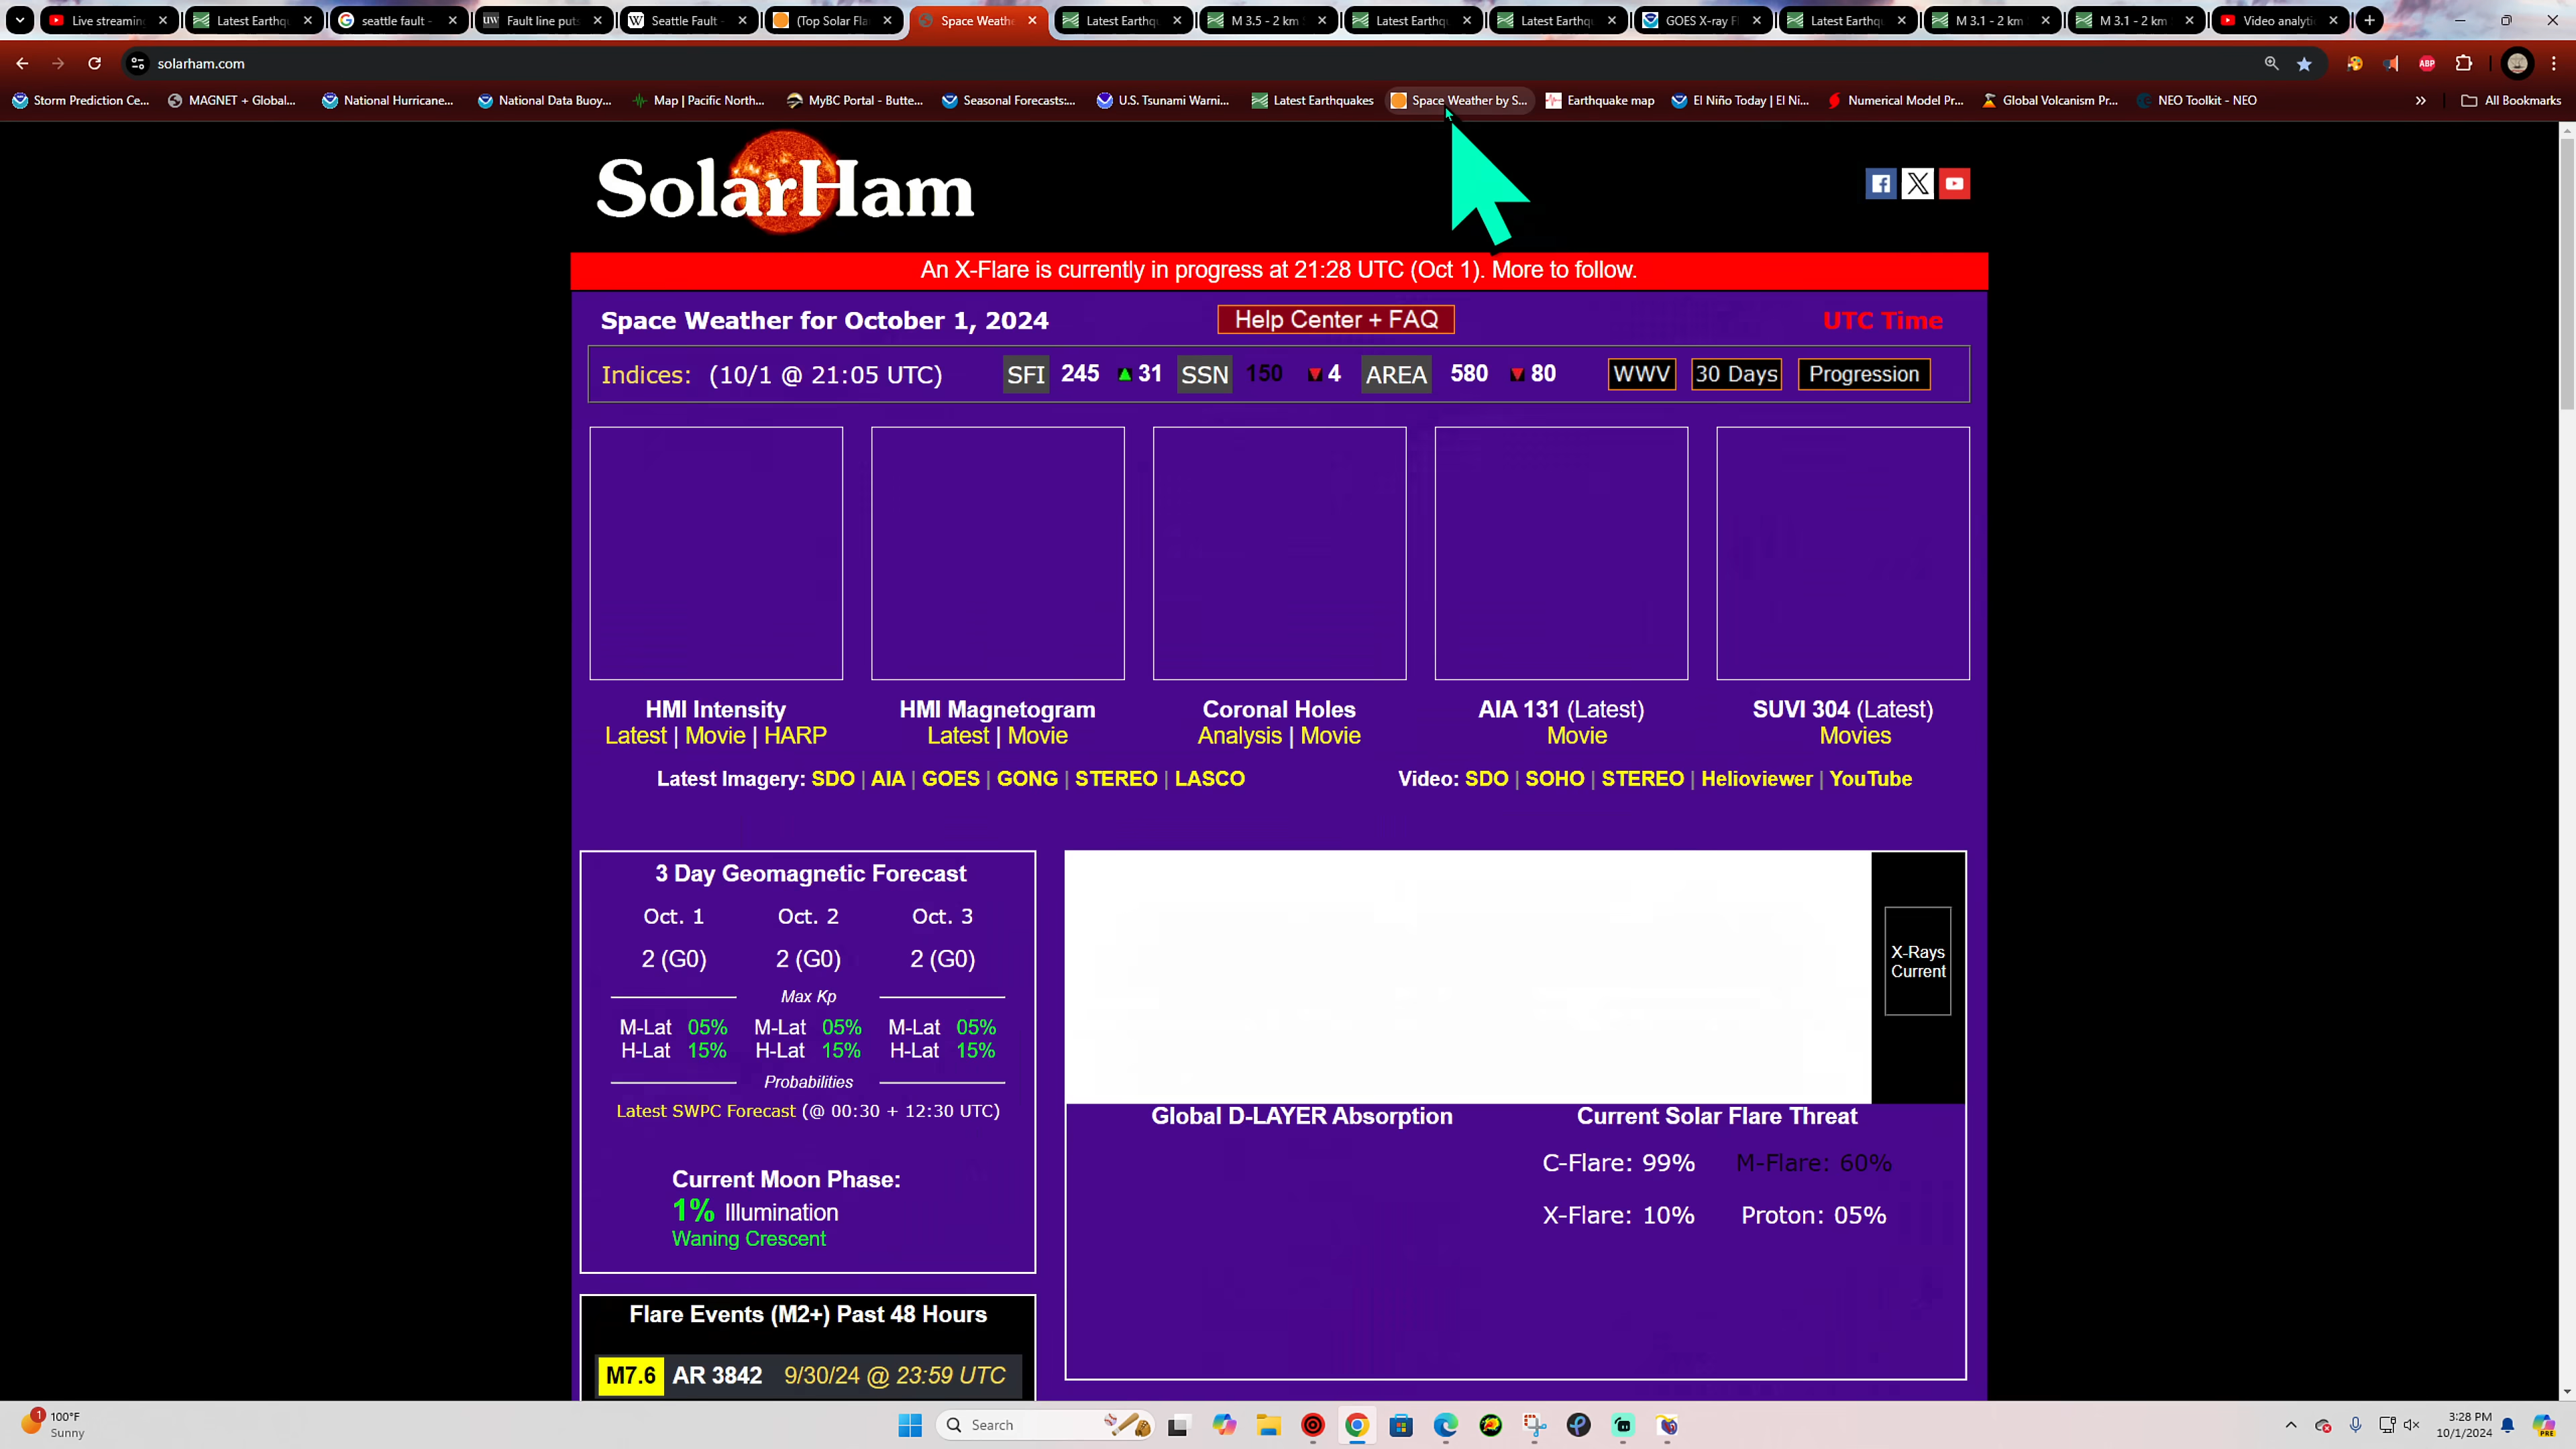 Live streamin
Latest Earthqu
seattle fault -
Fault line puts
Seattle Fault -
(Top Solar Fla
Space Weathe
Latest Earthqu
M 3.5 - 2 km
Latest Earthqu
Latest Earthqu
GOES X-ray F
Latest Earthqu
M 3.1 - 2 km
M 3.1 - 2 km
Video analyti
solarham.com
ABP
Storm Prediction Ce...
MAGNET + Global...
National Hurricane...
National Data Buoy...
Map | Pacific North...
MyBC Portal - Butte...
Seasonal Forecasts:...
U.S. Tsunami Warni...
Latest Earthquakes
Space Weather by S...
Earthquake map
El Niño Today | El Ni...
Numerical Model Pr...
Global Volcanism Pr...
NEO Toolkit - NEO
»
All Bookmarks
SolarHam
An X-Flare is currently in progress at 21:28 UTC (Oct 1). More to follow.
Space Weather for October 1, 2024
Help Center + FAQ
UTC Time
Indices: (10/1 @ 21:05 UTC) SFI 245 31 SSN 150 4 AREA 580 80 WWV 30 Days Progression
HMI Intensity
Latest | Movie | HARP
HMI Magnetogram
Latest | Movie
Coronal Holes
Analysis | Movie
AIA 131 (Latest)
Movie
SUVI 304 (Latest)
Movies
Latest Imagery: SDO | AIA | GOES | GONG | STEREO | LASCO
Video: SDO | SOHO | STEREO | Helioviewer | YouTube
3 Day Geomagnetic Forecast
Oct. 1 Oct. 2 Oct. 3
2 (G0) 2 (G0) 2 (G0)
Max Kp
M-Lat 05% M-Lat 05% M-Lat 05%
H-Lat 15% H-Lat 15% H-Lat 15%
Probabilities
Latest SWPC Forecast (@ 00:30 + 12:30 UTC)
Current Moon Phase:
1% Illumination
Waning Crescent
X-Rays
Current
Global D-LAYER Absorption
Current Solar Flare Threat
C-Flare: 99% M-Flare: 60%
X-Flare: 10% Proton: 05%
Flare Events (M2+) Past 48 Hours
M7.6 AR 3842 9/30/24 @ 23:59 UTC
1
100°F
Sunny
Search
3:28 PM
10/1/2024
PRE